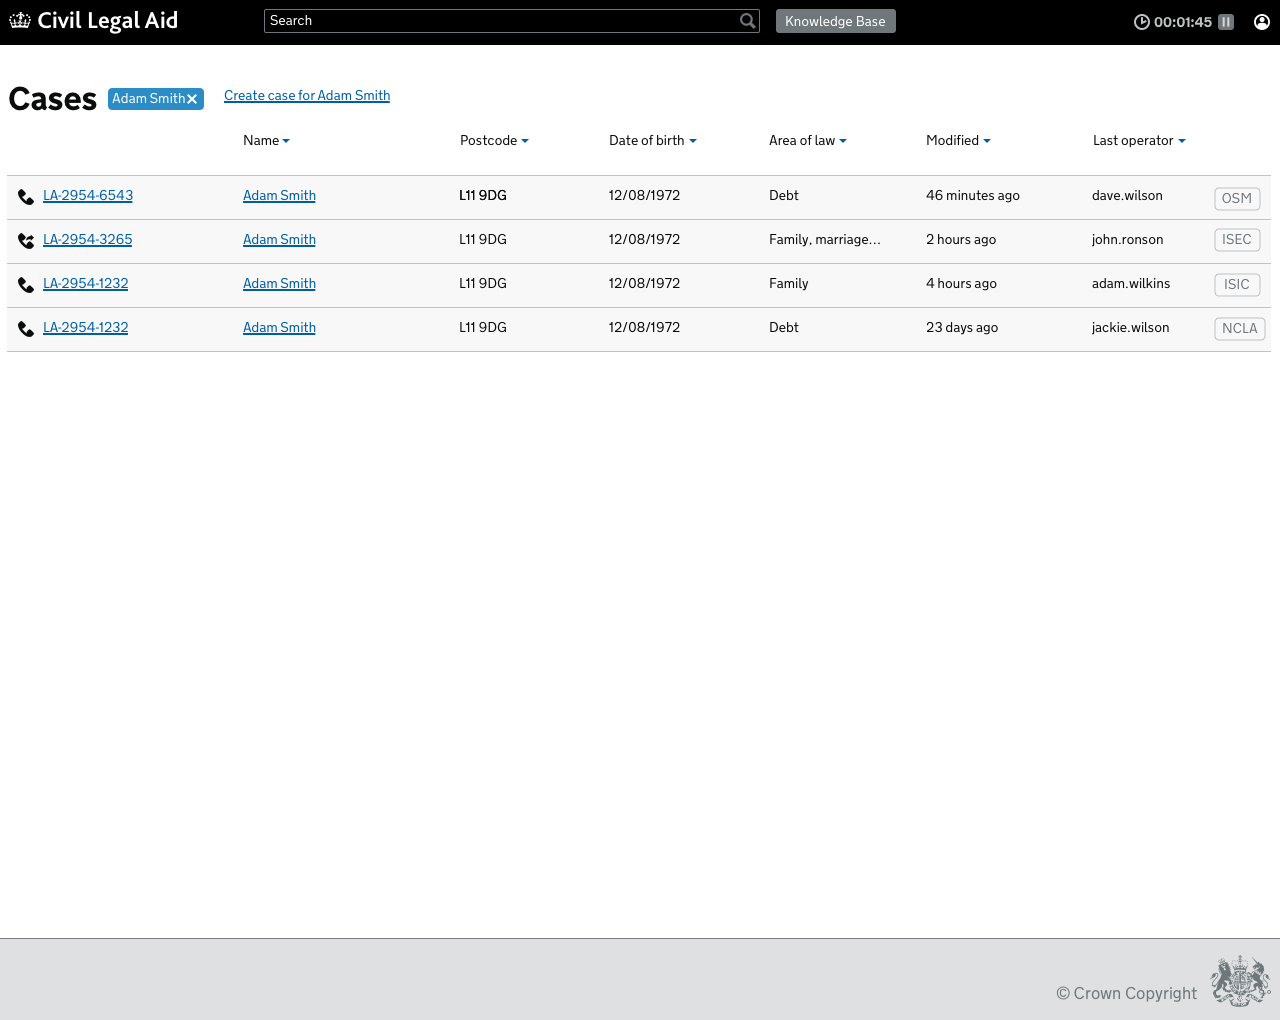 Civil Legal Aid Search Knowledge Base 00:01:45
Cases Adam Smith Create case for Adam Smith
Name Postcode Date of birth Area of law Modified Last operator
LA-2954-6543 Adam Smith L11 9DG 12/08/1972 Debt 46 minutes ago dave.wilson OSM
LA-2954-3265 Adam Smith L11 9DG 12/08/1972 Family, marriage... 2 hours ago john.ronson ISEC
LA-2954-1232 Adam Smith L11 9DG 12/08/1972 Family 4 hours ago adam.wilkins ISIC
LA-2954-1232 Adam Smith L11 9DG 12/08/1972 Debt 23 days ago jackie.wilson NCLA
© Crown Copyright